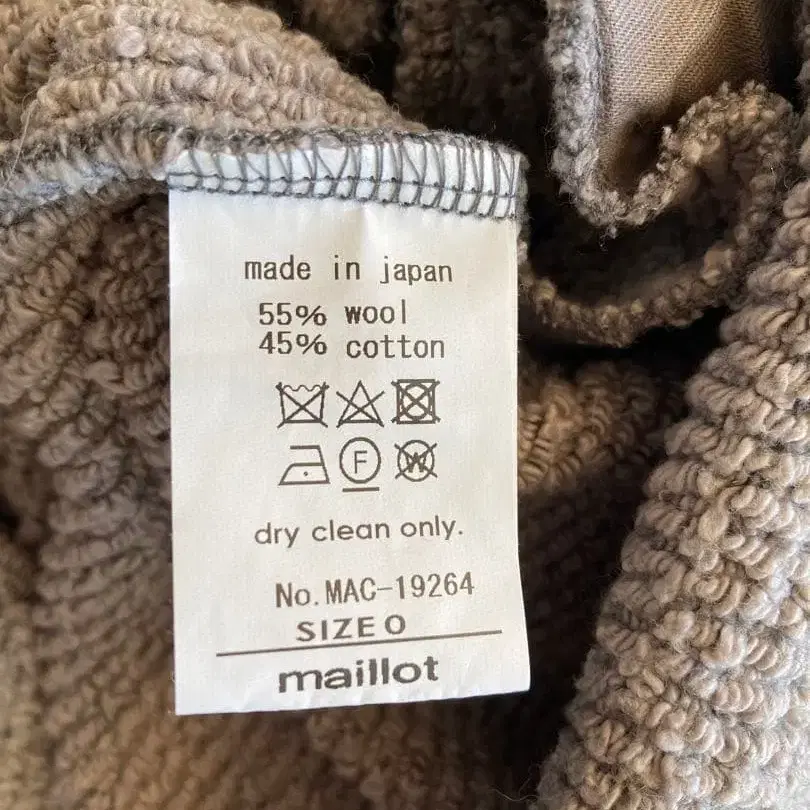 made in japan
55% wool
45% cotton
F W
dry clean only.
No.MAC-19264
SIZE 0
maillot